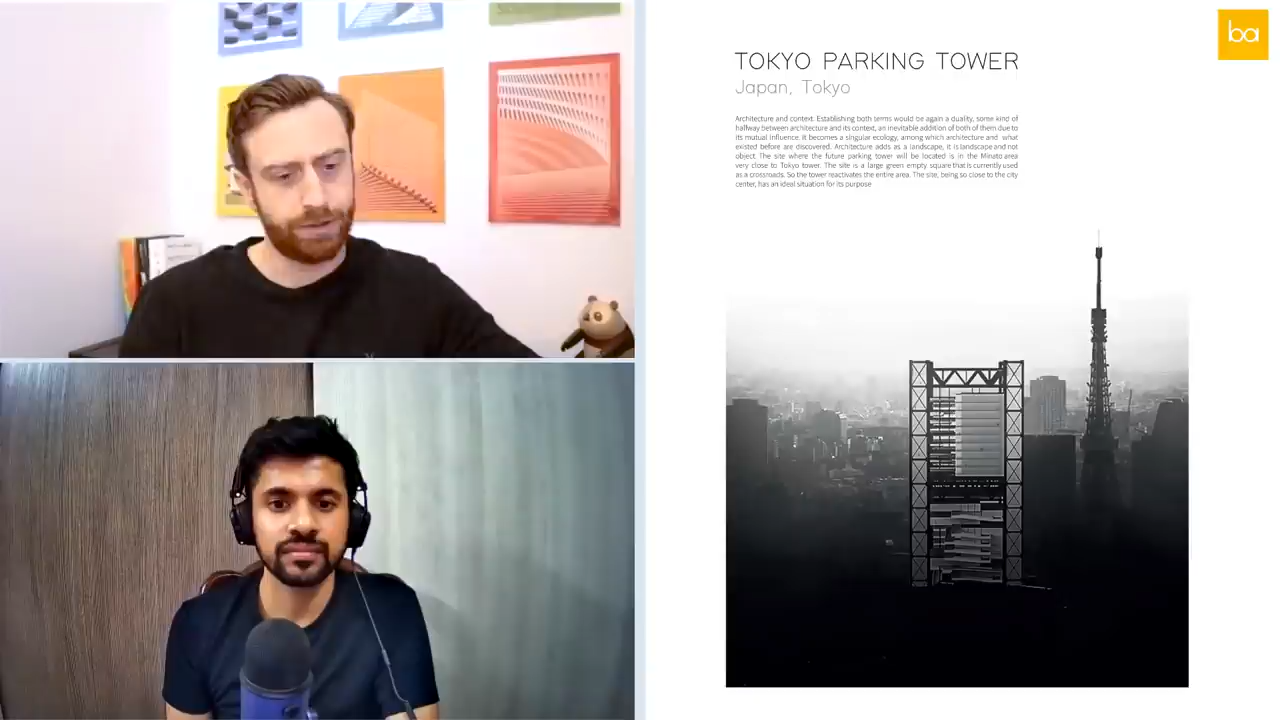 ba
TOKYO PARKING TOWER
Japan, Tokyo
Architecture and context. Establishing both terms would be again a duality, some kind of
halfway between architecture and its context, an inevitable addition of both of them due to
its mutual influence. It becomes a singular ecology, among which architecture and what
existed before are discovered. Architecture adds as a landscape, it is landscape and not
object. The site where the future parking tower will be located is in the Minato area
very close to Tokyo tower. The site is a large green empty square that is currently used
as a crossroads. So the tower reactivates the entire area. The site, being so close to the city
center, has an ideal situation for its purpose